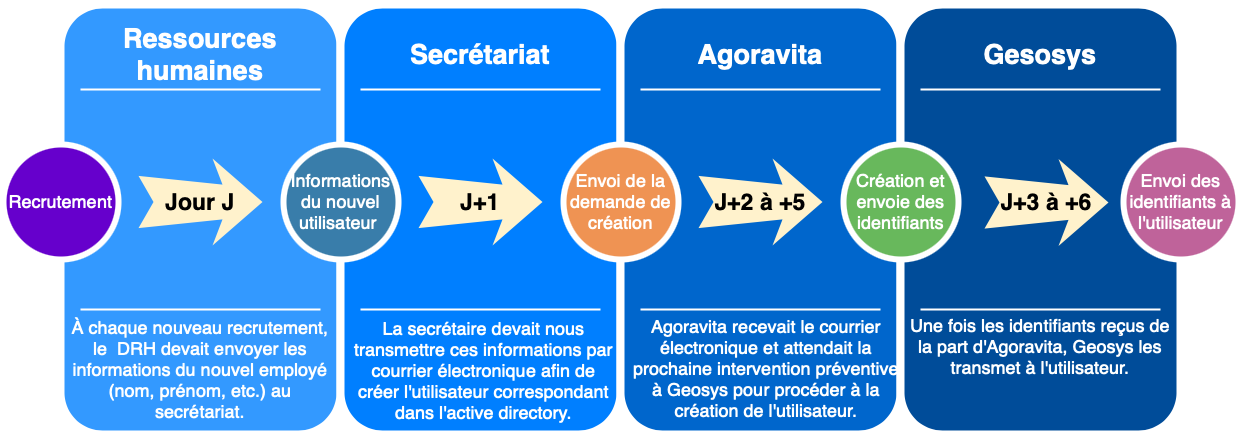 Ressources
humaines
Secrétariat
Agoravita
Gesosys
Recrutement
Jour J
Informations
du nouvel
utilisateur
J+1
Envoi de la
demande de
création
J+2 à +5
Création et
envoie des
identifiants
J+3 à +6
Envoi des
identifiants à
l'utilisateur
À chaque nouveau recrutement,
le DRH devait envoyer les
informations du nouvel employé
(nom, prénom, etc.) au
secrétariat.
La secrétaire devait nous
transmettre ces informations par
courrier électronique afin de
créer l'utilisateur correspondant
dans l'active directory.
Agoravita recevait le courrier
électronique et attendait la
prochaine intervention préventive
à Geosys pour procéder à la
création de l'utilisateur.
Une fois les identifiants reçus de
la part d'Agoravita, Geosys les
transmet à l'utilisateur.